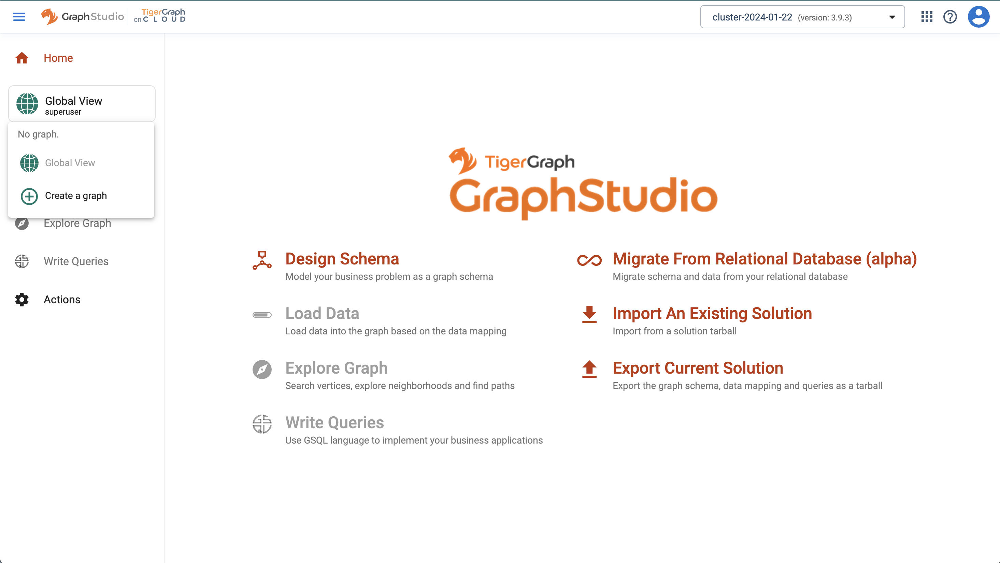 GraphStudio
TigerGraph
on CLOUD
cluster-2024-01-22 (version: 3.9.3)
Home
Global View
superuser
No graph.
Global View
Create a graph
Explore Graph
Write Queries
Actions
TigerGraph
GraphStudio
Design Schema
Model your business problem as a graph schema
Load Data
Load data into the graph based on the data mapping
Explore Graph
Search vertices, explore neighborhoods and find paths
Write Queries
Use GSQL language to implement your business applications
Migrate From Relational Database (alpha)
Migrate schema and data from your relational database
Import An Existing Solution
Import from a solution tarball
Export Current Solution
Export the graph schema, data mapping and queries as a tarball